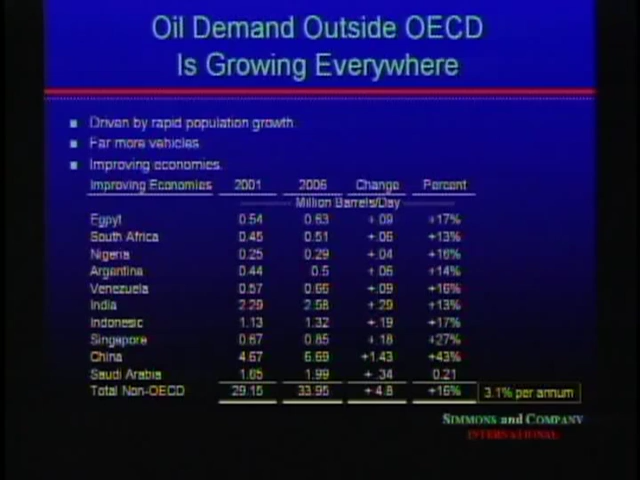 Oil Demand Outside OECD
Is Growing Everywhere
Driven by rapid population growth.
Far more vehicles.
Improving economies.
Improving Economies 2001 2006 Change Percent
Million Barrels/Day
Egpyt 0.54 0.63 +.09 +17%
South Africa 0.45 0.51 +.06 +13%
Nigeria 0.25 0.29 +.04 +16%
Argentina 0.44 0.5 +.06 +14%
Venezuela 0.57 0.66 +.09 +16%
India 2.29 2.58 +.29 +13%
Indonesic 1.13 1.32 +.19 +17%
Singapore 0.67 0.85 +.18 +27%
China 4.67 +1.43 +43%
Saudi Arabia 1.65 1.99 +.34 0.21
Total Non-OECD 29.15 33.95 +4.8 +16% 3.1% per annum
SIMMONS and COMPANY
INTERNATIONAL